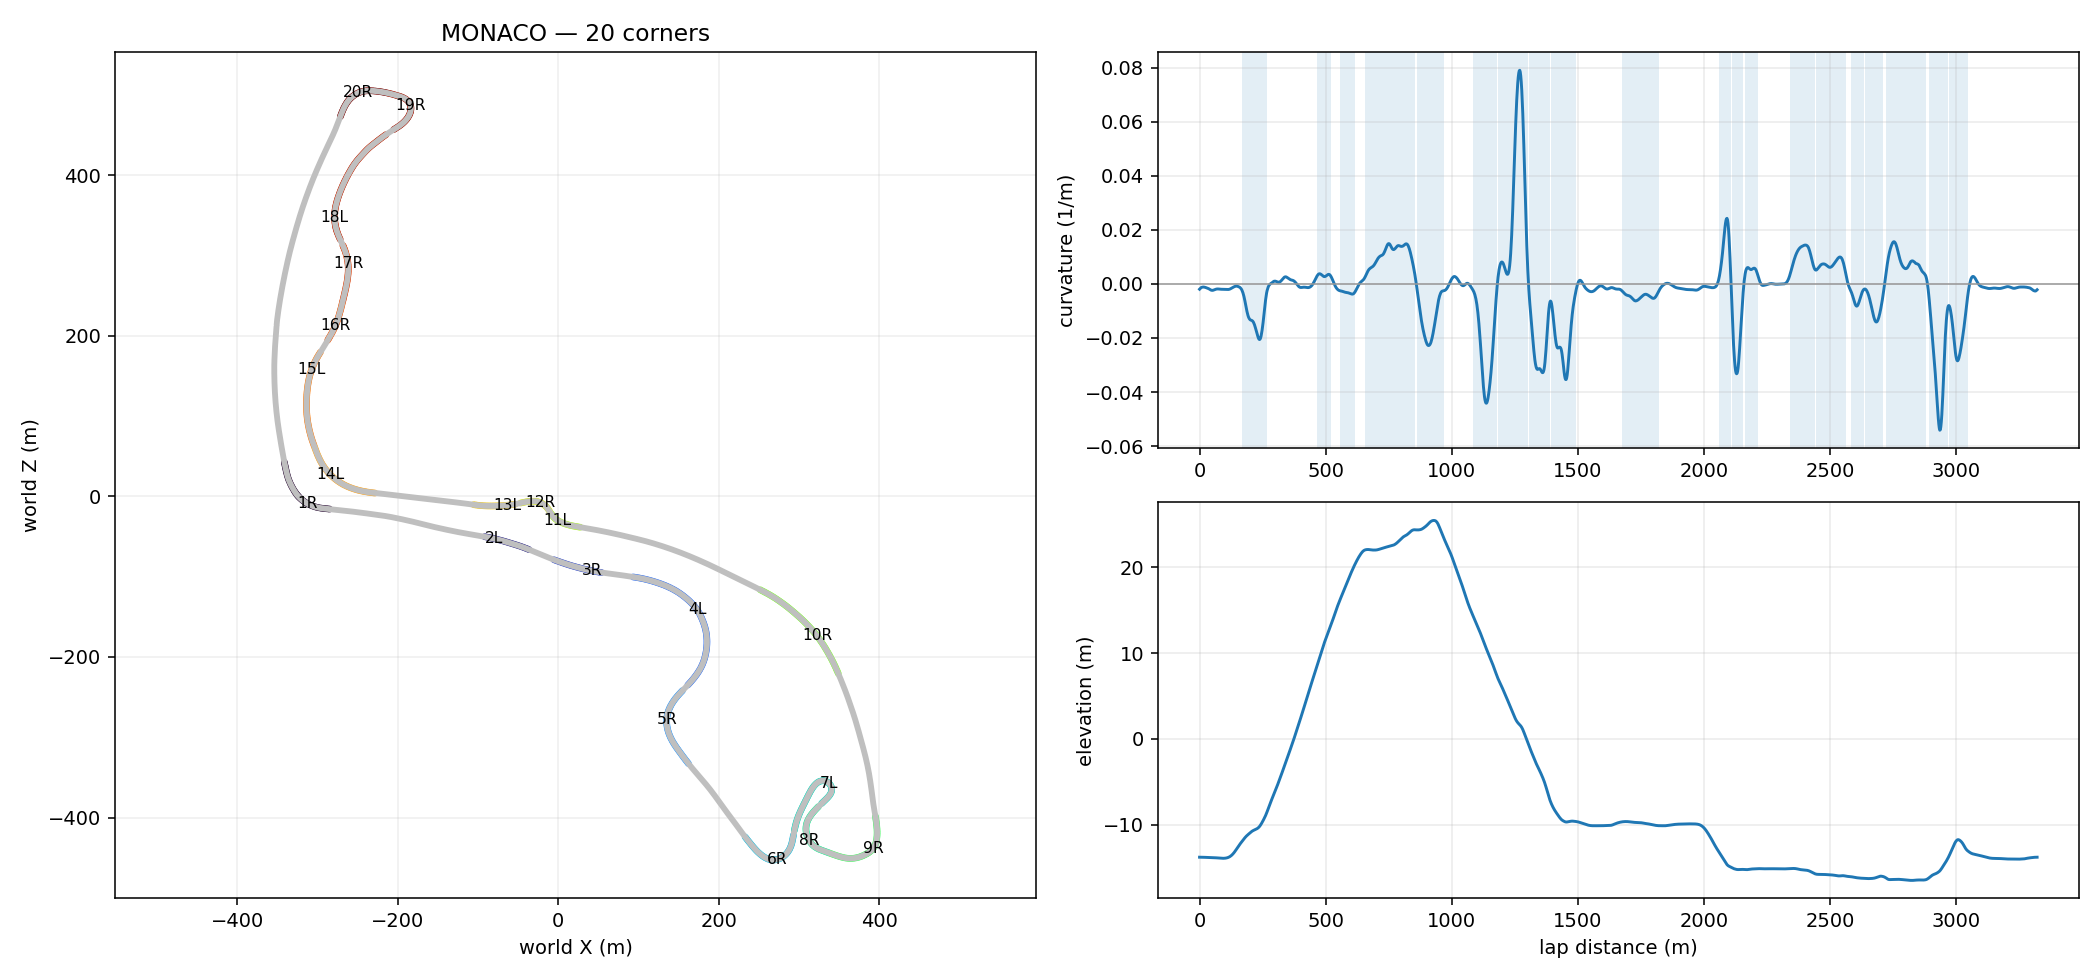 MONACO — 20 corners
world Z (m)
400
200
0
−200
−400
−400
−200
0
200
400
world X (m)
20R
19R
18L
17R
16R
15L
14L
1R
13L
12R
11L
2L
3R
4L
10R
5R
7L
8R
9R
6R
curvature (1/m)
0.08
0.06
0.04
0.02
0.00
−0.02
−0.04
−0.06
0
500
1000
1500
2000
2500
3000
elevation (m)
20
10
0
−10
0
500
1000
1500
2000
2500
3000
lap distance (m)